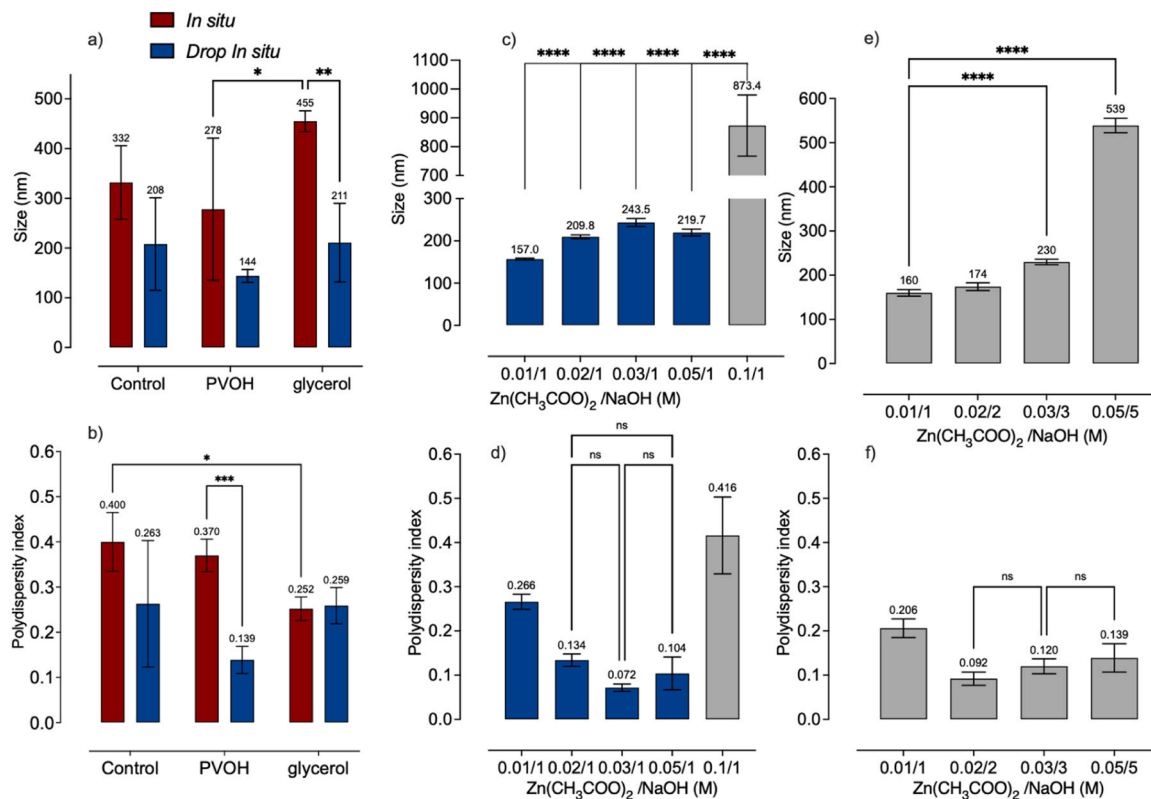 In situ
Drop In situ
a)
*
**
500
400
300
200
100
0
Size (nm)
332
208
278
144
455
211
Control
PVOH
glycerol
c)
**** **** **** ****
1100
1000
900
800
700
300
200
100
0
Size (nm)
157.0
209.8
243.5
219.7
873.4
0.01/1 0.02/1 0.03/1 0.05/1 0.1/1
Zn(CH₃COO)₂ /NaOH (M)
e)
****
****
600
500
400
300
200
100
0
Size (nm)
160
174
230
539
0.01/1 0.02/2 0.03/3 0.05/5
Zn(CH₃COO)₂ /NaOH (M)
b)
*
***
0.6
0.5
0.4
0.3
0.2
0.1
0.0
Polydispersity index
0.400
0.263
0.370
0.139
0.252
0.259
Control
PVOH
glycerol
d)
ns
ns
ns
0.6
0.5
0.4
0.3
0.2
0.1
0.0
Polydispersity index
0.266
0.134
0.072
0.104
0.416
0.01/1 0.02/1 0.03/1 0.05/1 0.1/1
Zn(CH₃COO)₂ /NaOH (M)
f)
ns
ns
0.6
0.5
0.4
0.3
0.2
0.1
0.0
Polydispersity index
0.206
0.092
0.120
0.139
0.01/1 0.02/2 0.03/3 0.05/5
Zn(CH₃COO)₂ /NaOH (M)